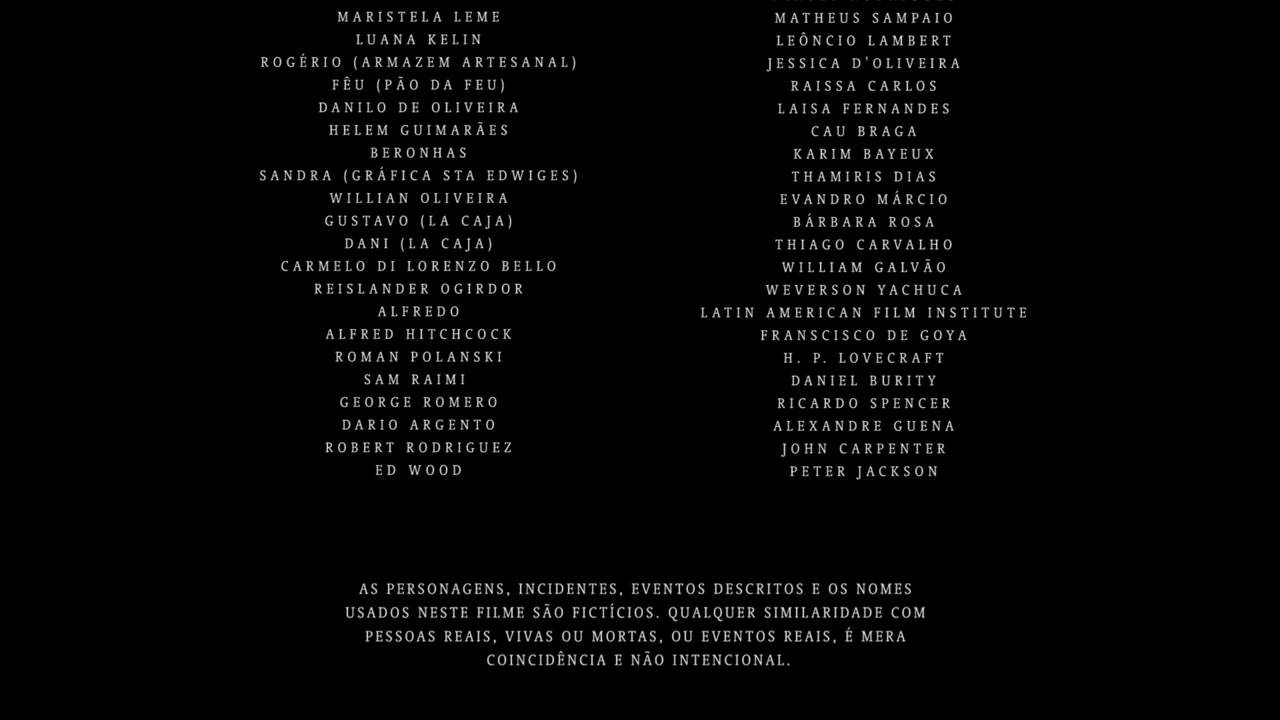 MARISTELA LEME
LUANA KELIN
ROGÉRIO (ARMAZEM ARTESANAL)
FÊU (PÃO DA FEU)
DANILO DE OLIVEIRA
HELEM GUIMARÃES
BERONHAS
SANDRA (GRÁFICA STA EDWIGES)
WILLIAN OLIVEIRA
GUSTAVO (LA CAJA)
DANI (LA CAJA)
CARMELO DI LORENZO BELLO
REISLANDER OGIRDOR
ALFREDO
ALFRED HITCHCOCK
ROMAN POLANSKI
SAM RAIMI
GEORGE ROMERO
DARIO ARGENTO
ROBERT RODRIGUEZ
ED WOOD
MATHEUS SAMPAIO
LEÔNCIO LAMBERT
JESSICA D'OLIVEIRA
RAISSA CARLOS
LAISA FERNANDES
CAU BRAGA
KARIM BAYEUX
THAMIRIS DIAS
EVANDRO MÁRCIO
BÁRBARA ROSA
THIAGO CARVALHO
WILLIAM GALVÃO
WEVERSON YACHUCA
LATIN AMERICAN FILM INSTITUTE
FRANSCISCO DE GOYA
H. P. LOVECRAFT
DANIEL BURITY
RICARDO SPENCER
ALEXANDRE GUENA
JOHN CARPENTER
PETER JACKSON
AS PERSONAGENS, INCIDENTES, EVENTOS DESCRITOS E OS NOMES
USADOS NESTE FILME SÃO FICTÍCIOS. QUALQUER SIMILARIDADE COM
PESSOAS REAIS, VIVAS OU MORTAS, OU EVENTOS REAIS, É MERA
COINCIDÊNCIA E NÃO INTENCIONAL.